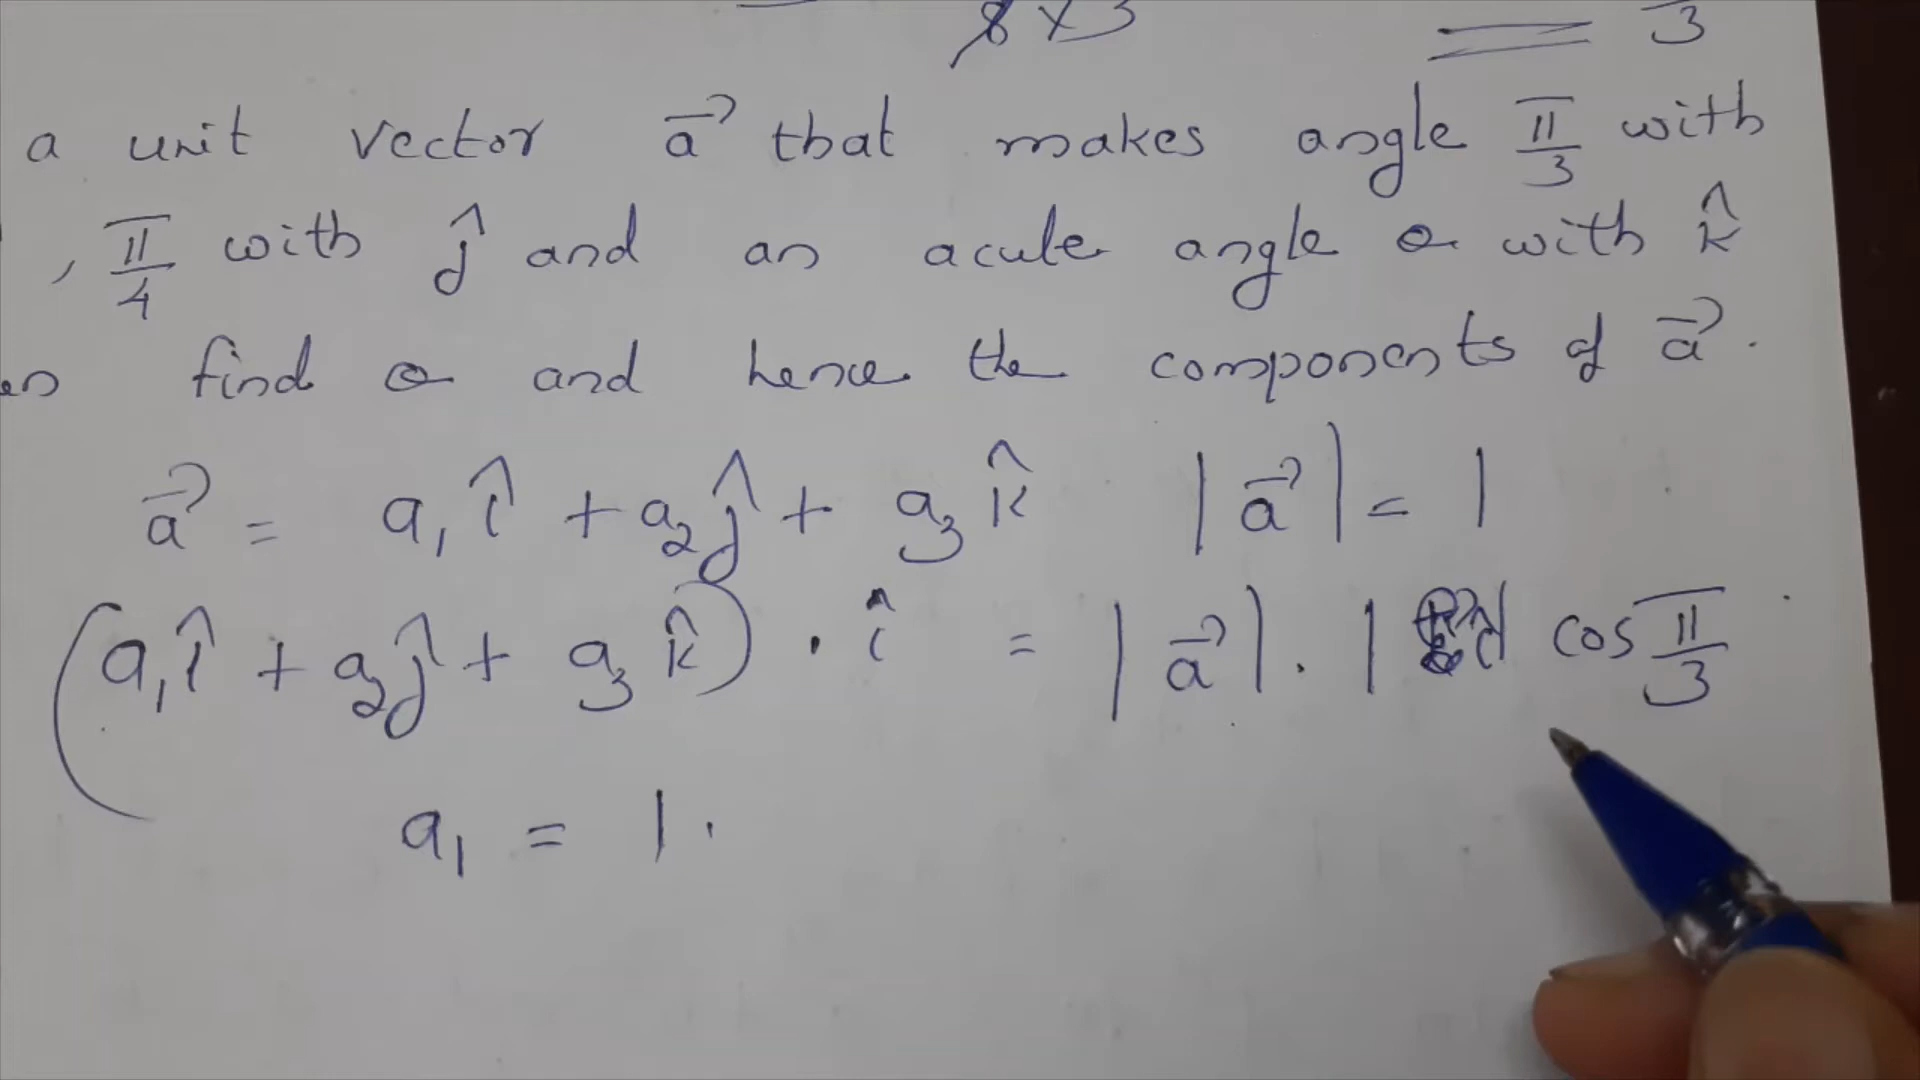 8 x 3 = 3
a unit vector a⃗ that makes angle π/3 with
, π/4 with ĵ and an acute angle θ with k̂
find θ and hence the components of a⃗.
a⃗ = a₁î + a₂ĵ + a₃k̂ |a⃗| = 1
(a₁î + a₂ĵ + a₃k̂) · î = |a⃗| · | cos π/3
a₁ = 1 ·